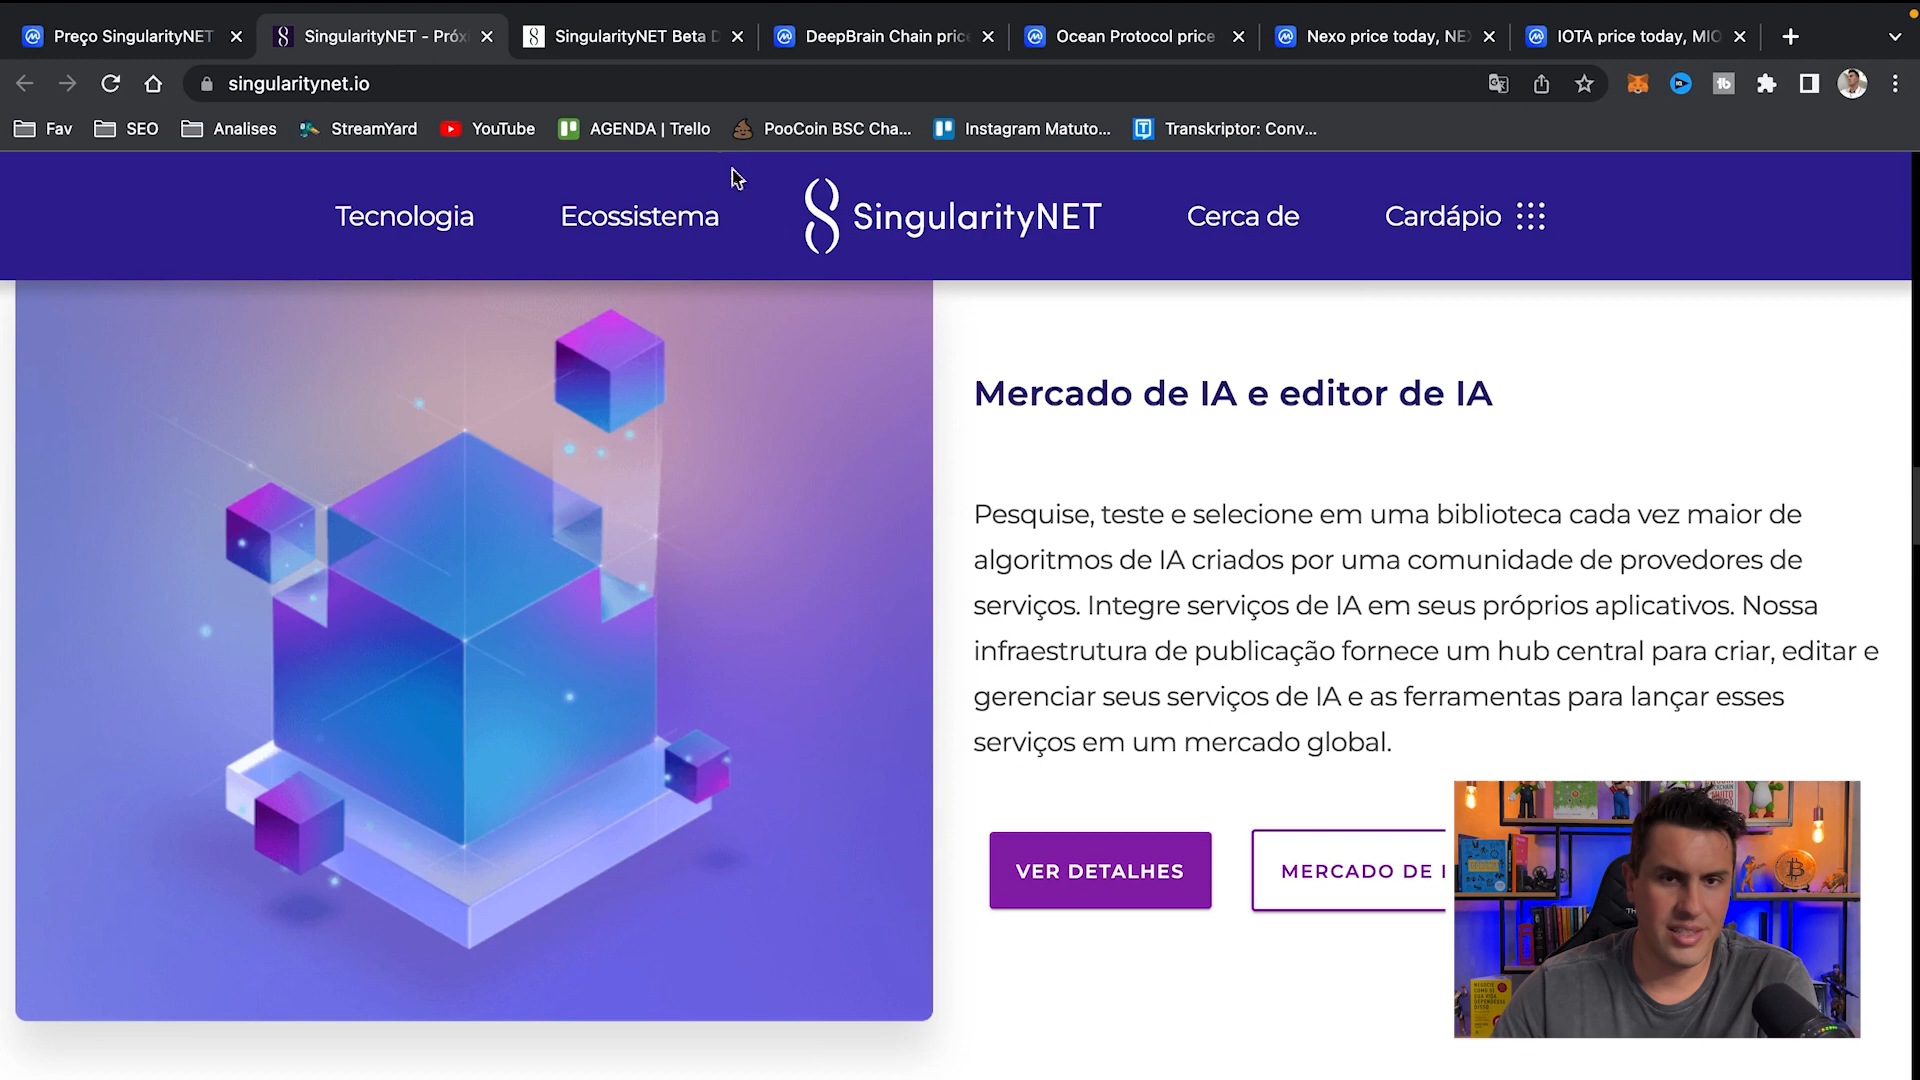 Preço SingularityNET
SingularityNET - Próxi
SingularityNET Beta D
DeepBrain Chain price
Ocean Protocol price
Nexo price today, NEX
IOTA price today, MIO
singularitynet.io
Fav
SEO
Analises
StreamYard
YouTube
AGENDA | Trello
PooCoin BSC Cha...
Instagram Matuto...
Transkriptor: Conv...
Tecnologia
Ecossistema
SingularityNET
Cerca de
Cardápio
Mercado de IA e editor de IA
Pesquise, teste e selecione em uma biblioteca cada vez maior de
algoritmos de IA criados por uma comunidade de provedores de
serviços. Integre serviços de IA em seus próprios aplicativos. Nossa
infraestrutura de publicação fornece um hub central para criar, editar e
gerenciar seus serviços de IA e as ferramentas para lançar esses
serviços em um mercado global.
VER DETALHES
MERCADO DE I